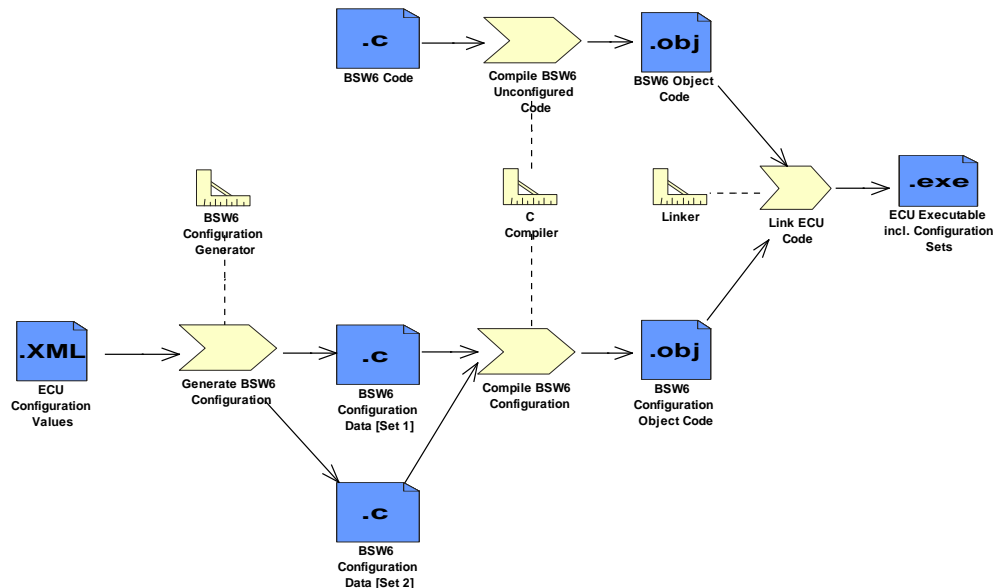 .c
BSW6 Code
Compile BSW6
Unconfigured
Code
.obj
BSW6 Object
Code
BSW6
Configuration
Generator
C
Compiler
Linker
Link ECU
Code
.exe
ECU Executable
incl. Configuration
Sets
.XML
ECU
Configuration
Values
Generate BSW6
Configuration
.c
BSW6
Configuration
Data [Set 1]
Compile BSW6
Configuration
.obj
BSW6
Configuration
Object Code
.c
BSW6
Configuration
Data [Set 2]